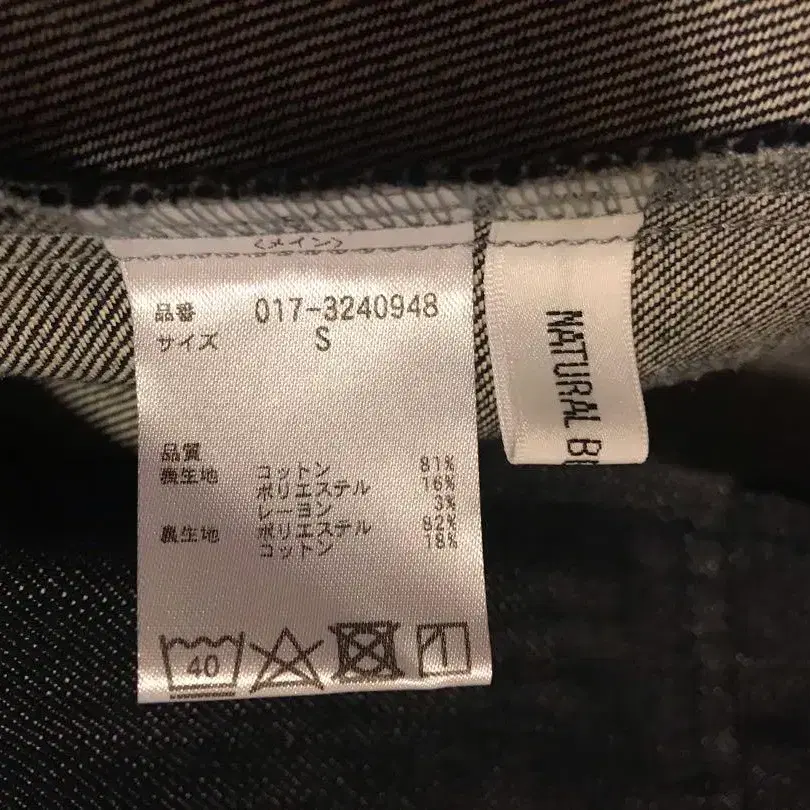 〈メイン〉
品番 017-3240948
サイズ S
品質
表生地 コットン 81%
ポリエステル 16%
レーヨン 3%
裏生地 ポリエステル 82%
コットン 18%
40
NATURAL